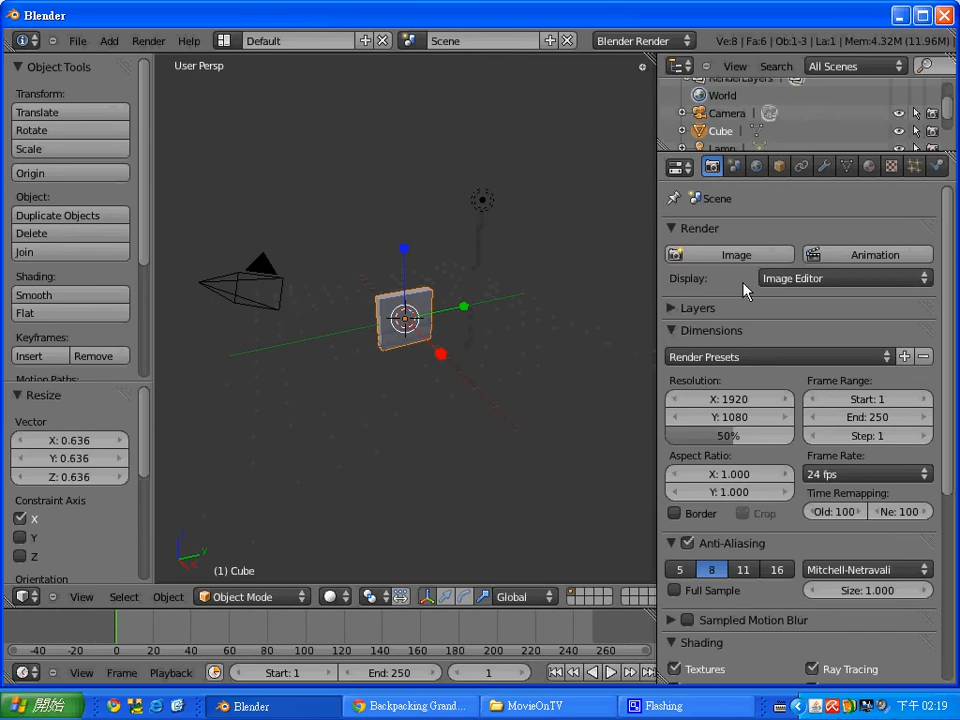 Blender
File Add Render Help Default Scene Blender Render Ve:8 | Fa:6 | Ob:1-3 | La:1 | Mem:4.32M (11.96M) |
Object Tools
Transform:
Translate
Rotate
Scale
Origin
Object:
Duplicate Objects
Delete
Join
Shading:
Smooth
Flat
Keyframes:
Insert Remove
Motion Paths:
Resize
Vector
X: 0.636
Y: 0.636
Z: 0.636
Constraint Axis
X
Y
Z
Orientation
User Persp
(1) Cube
View Select Object Object Mode Global
-40 -20 0 20 40 60 80 100 120 140 160 180 200 220 240 260
View Frame Playback Start: 1 End: 250 1
View Search All Scenes
RenderLayers
World
Camera
Cube
Lamp
Scene
Render
Image Animation
Display: Image Editor
Layers
Dimensions
Render Presets
Resolution: Frame Range:
X: 1920 Start: 1
Y: 1080 End: 250
50% Step: 1
Aspect Ratio: Frame Rate:
X: 1.000 24 fps
Y: 1.000 Time Remapping:
Border Crop Old: 100 Ne: 100
Anti-Aliasing
5 8 11 16 Mitchell-Netravali
Full Sample Size: 1.000
Sampled Motion Blur
Shading
Textures Ray Tracing
開始 Blender Backpacking Grand... MovieOnTV Flashing 下午 02:19